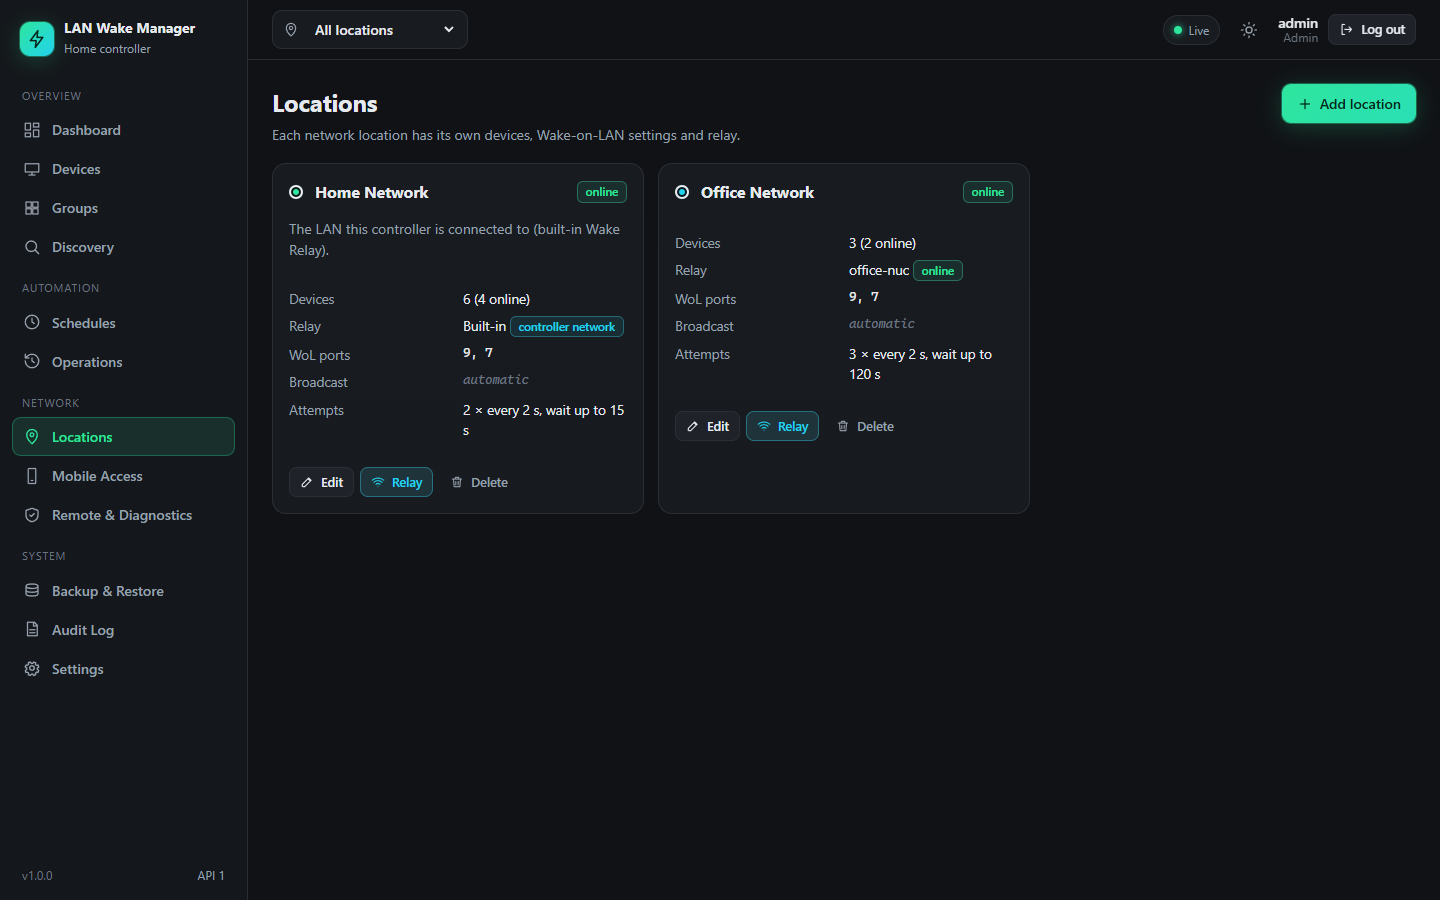 LAN Wake Manager
Home controller
OVERVIEW
Dashboard
Devices
Groups
Discovery
AUTOMATION
Schedules
Operations
NETWORK
Locations
Mobile Access
Remote & Diagnostics
SYSTEM
Backup & Restore
Audit Log
Settings
v1.0.0 API 1
All locations
Live
admin
Admin
Log out
Locations
Each network location has its own devices, Wake-on-LAN settings and relay.
+ Add location
Home Network online
The LAN this controller is connected to (built-in Wake
Relay).
Devices 6 (4 online)
Relay Built-in controller network
WoL ports 9, 7
Broadcast automatic
Attempts 2 × every 2 s, wait up to 15
s
Edit Relay Delete
Office Network online
Devices 3 (2 online)
Relay office-nuc online
WoL ports 9, 7
Broadcast automatic
Attempts 3 × every 2 s, wait up to
120 s
Edit Relay Delete